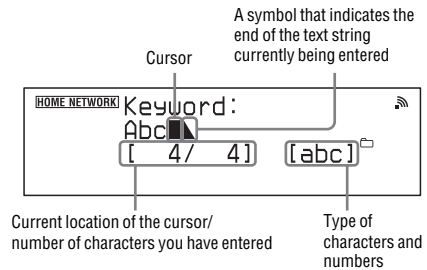 A symbol that indicates the
end of the text string
currently being entered
Cursor
HOME NETWORK Keyword:
Abc
[ 4/ 4] [abc]
Current location of the cursor/
number of characters you have entered
Type of
characters and
numbers